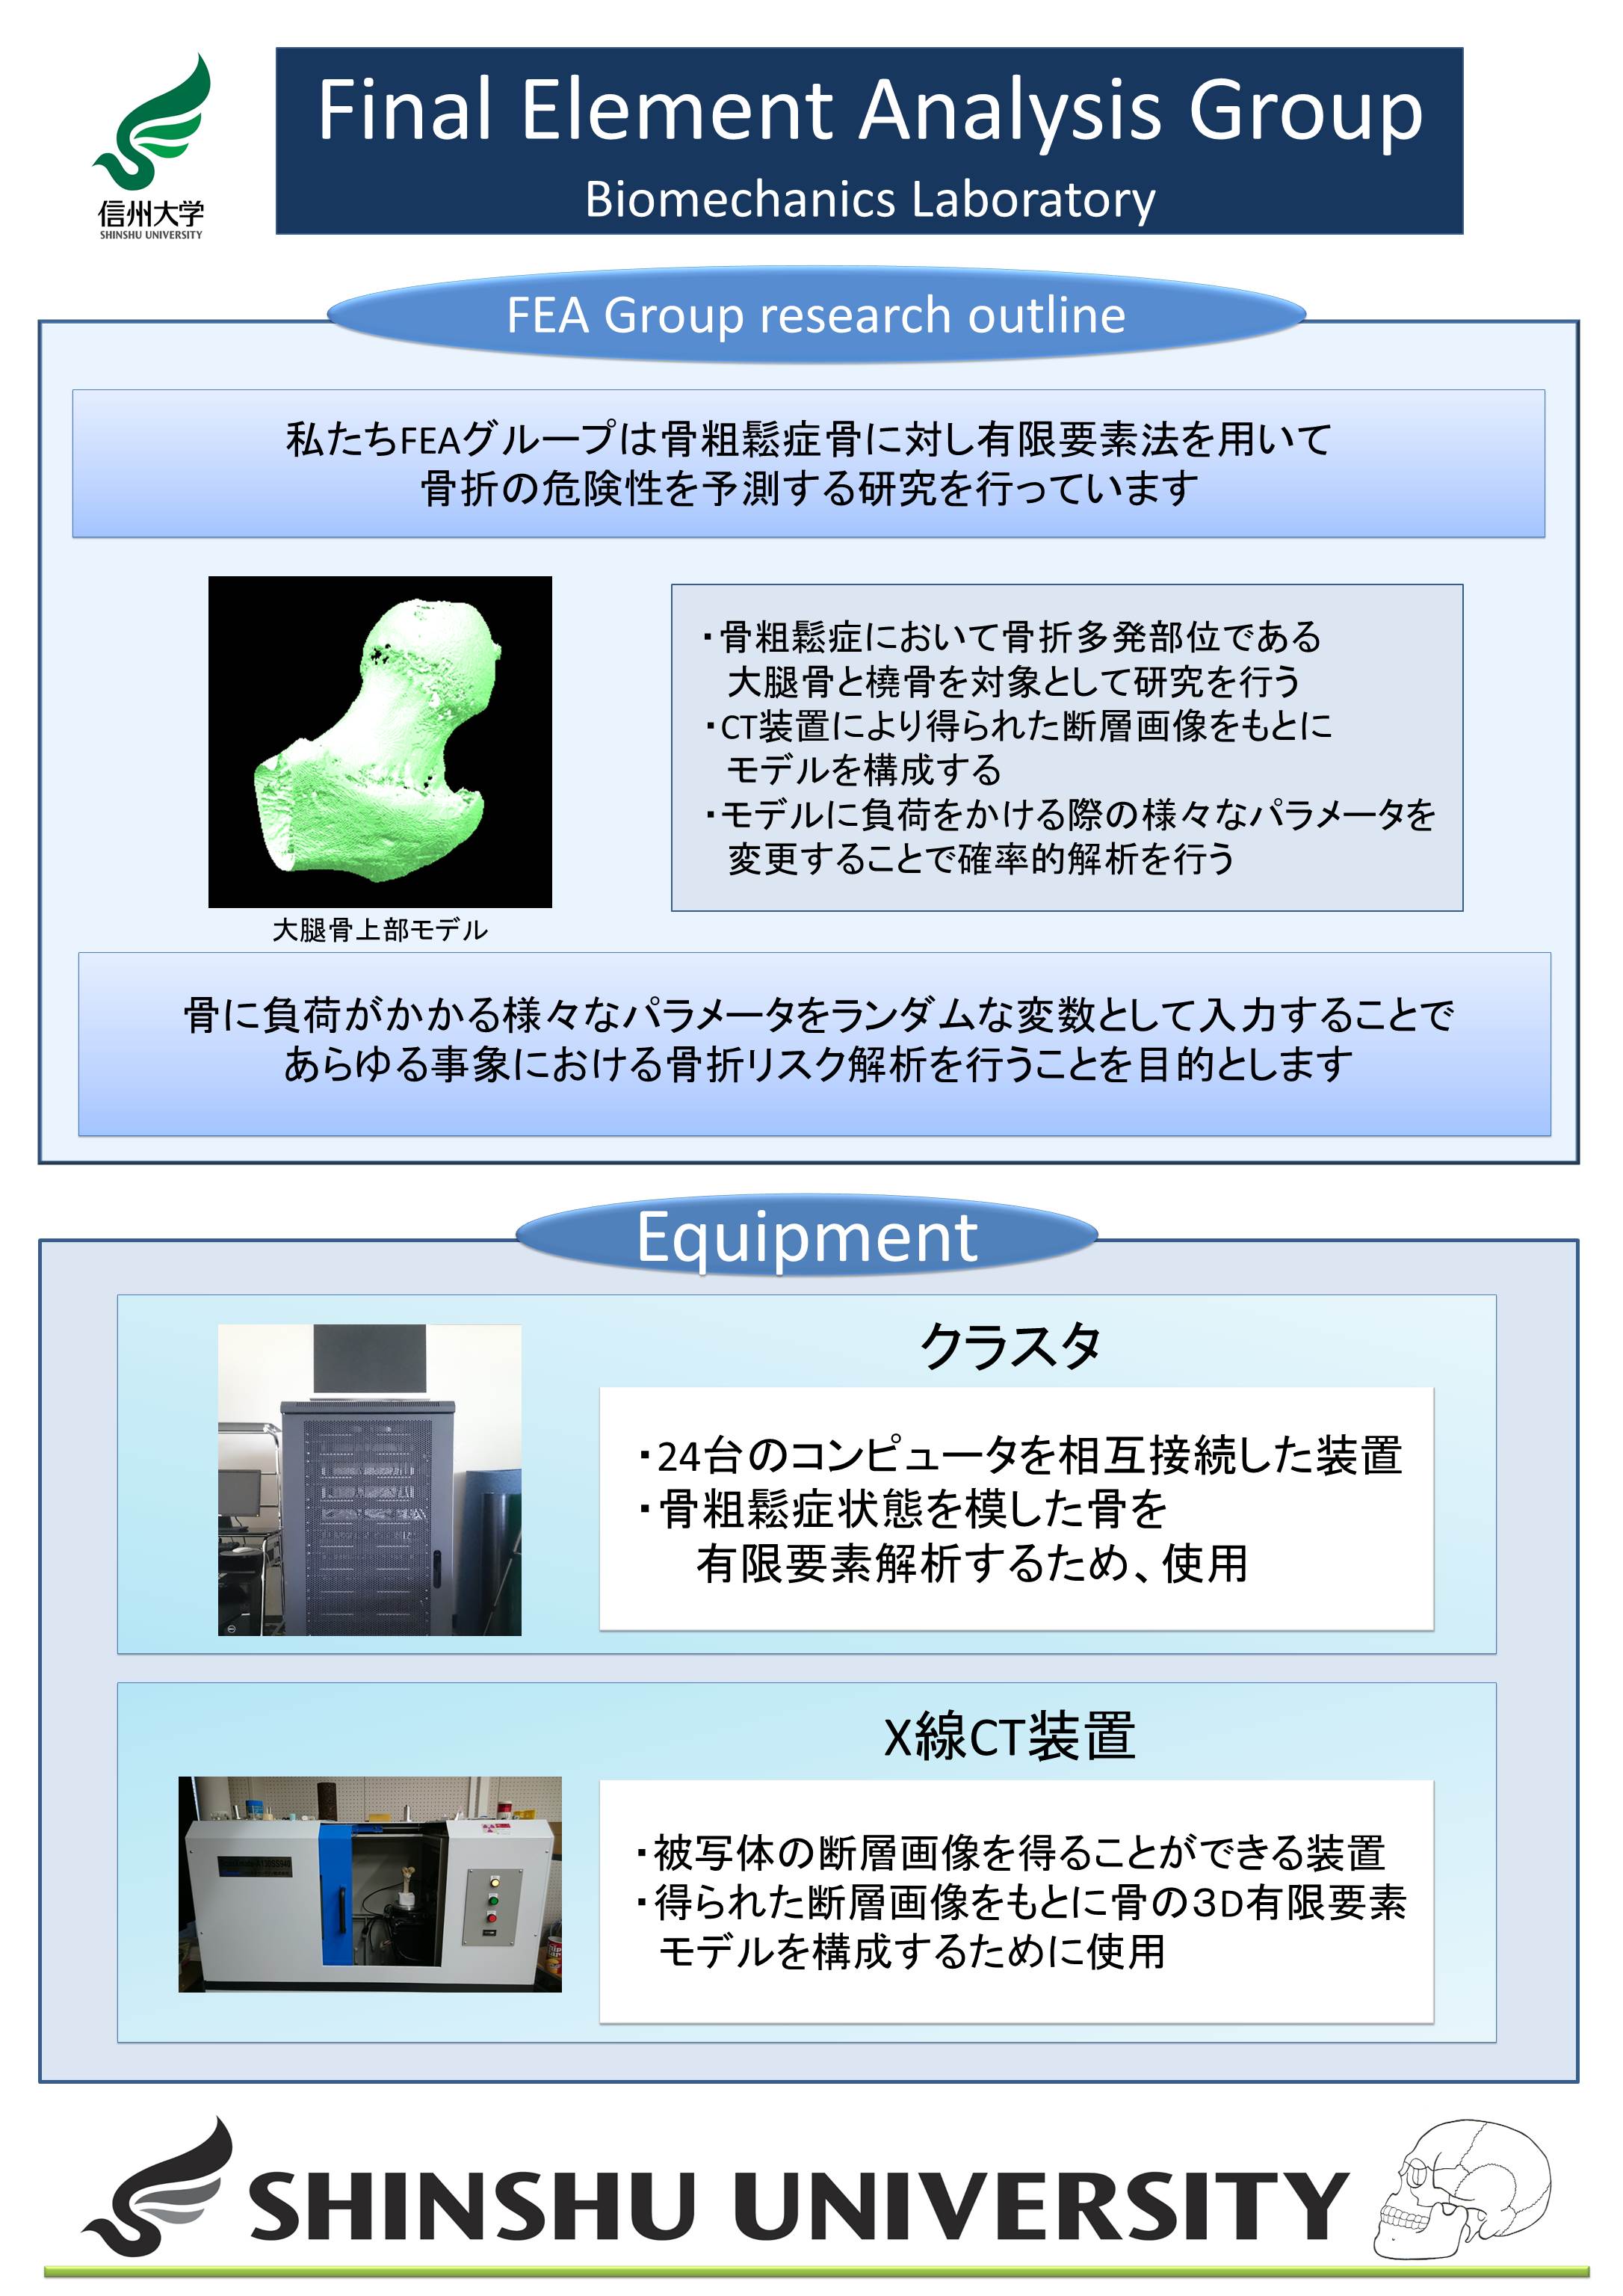 信州大学
SHINSHU UNIVERSITY
Final Element Analysis Group
Biomechanics Laboratory
FEA Group research outline
私たちFEAグループは骨粗鬆症骨に対し有限要素法を用いて
骨折の危険性を予測する研究を行っています
・骨粗鬆症において骨折多発部位である
大腿骨と橈骨を対象として研究を行う
・CT装置により得られた断層画像をもとに
モデルを構成する
・モデルに負荷をかける際の様々なパラメータを
変更することで確率的解析を行う
大腿骨上部モデル
骨に負荷がかかる様々なパラメータをランダムな変数として入力することで
あらゆる事象における骨折リスク解析を行うことを目的とします
Equipment
クラスタ
・24台のコンピュータを相互接続した装置
・骨粗鬆症状態を模した骨を
有限要素解析するため、使用
X線CT装置
・被写体の断層画像を得ることができる装置
・得られた断層画像をもとに骨の３D有限要素
モデルを構成するために使用
SHINSHU UNIVERSITY